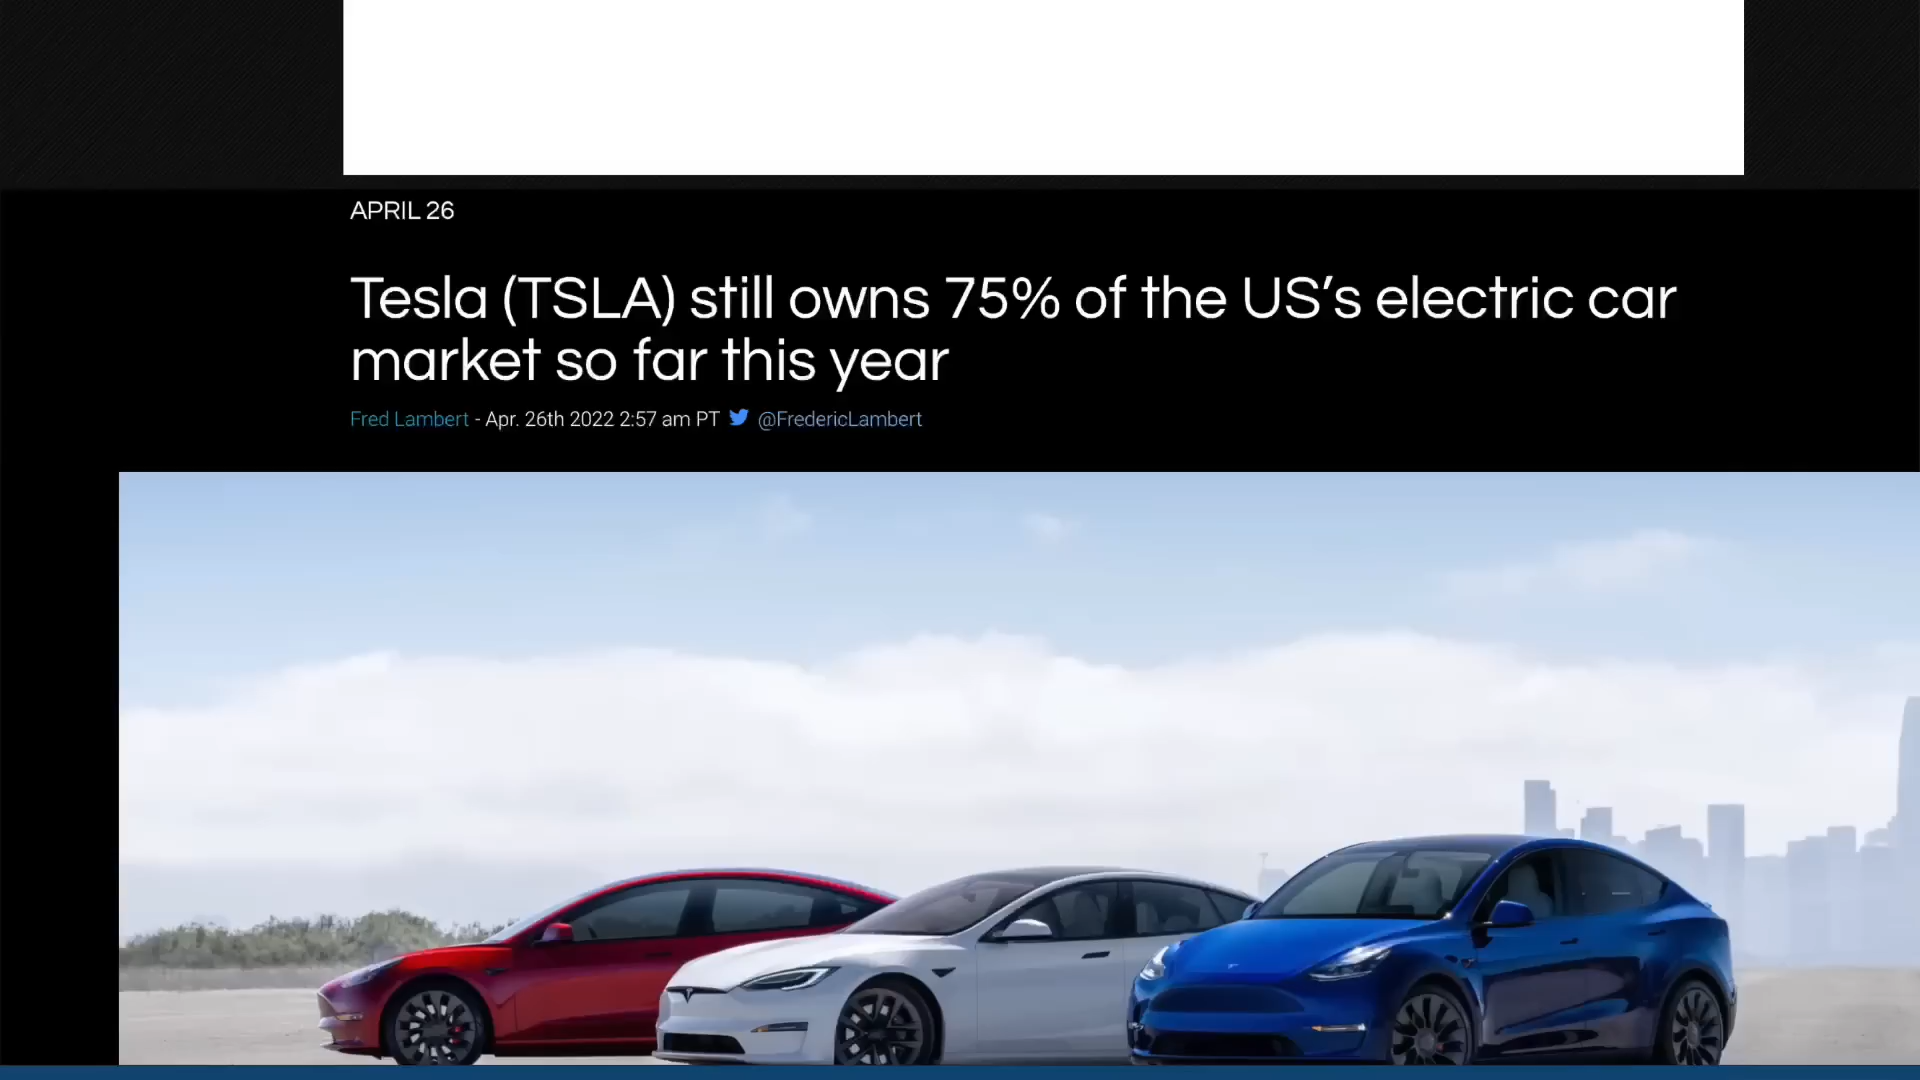 APRIL 26
Tesla (TSLA) still owns 75% of the US’s electric car
market so far this year
Fred Lambert - Apr. 26th 2022 2:57 am PT @FredericLambert